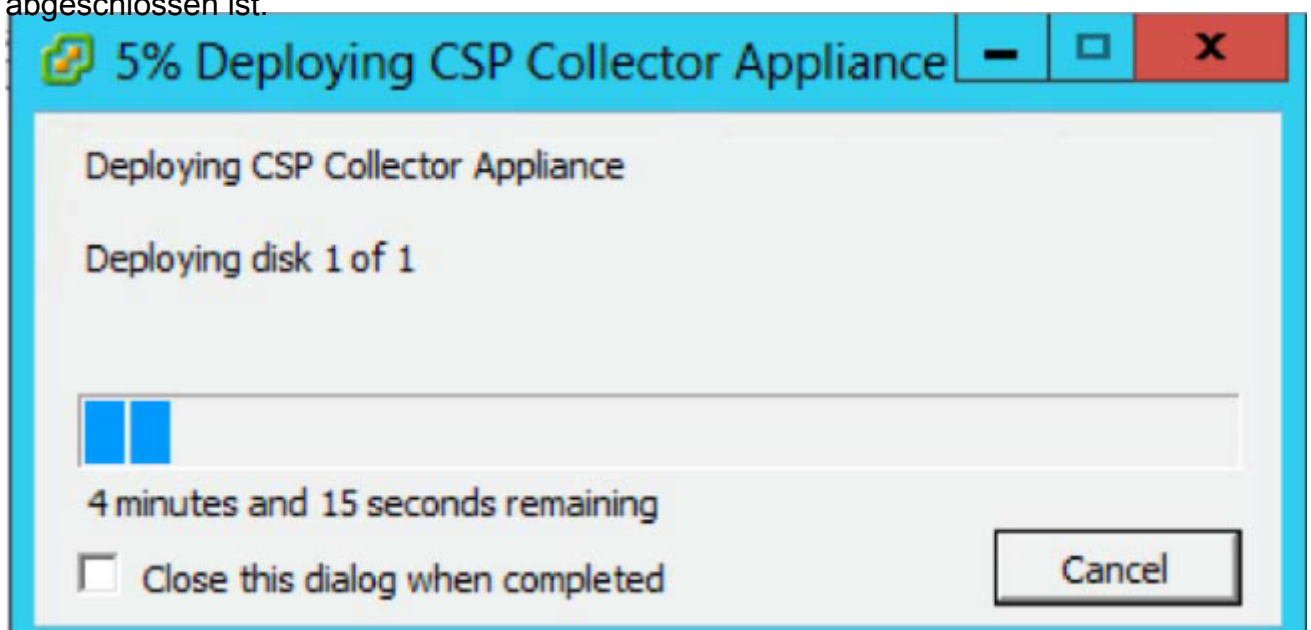 abgeschlossen ist.
5% Deploying CSP Collector Appliance
Deploying CSP Collector Appliance
Deploying disk 1 of 1
4 minutes and 15 seconds remaining
Close this dialog when completed
Cancel